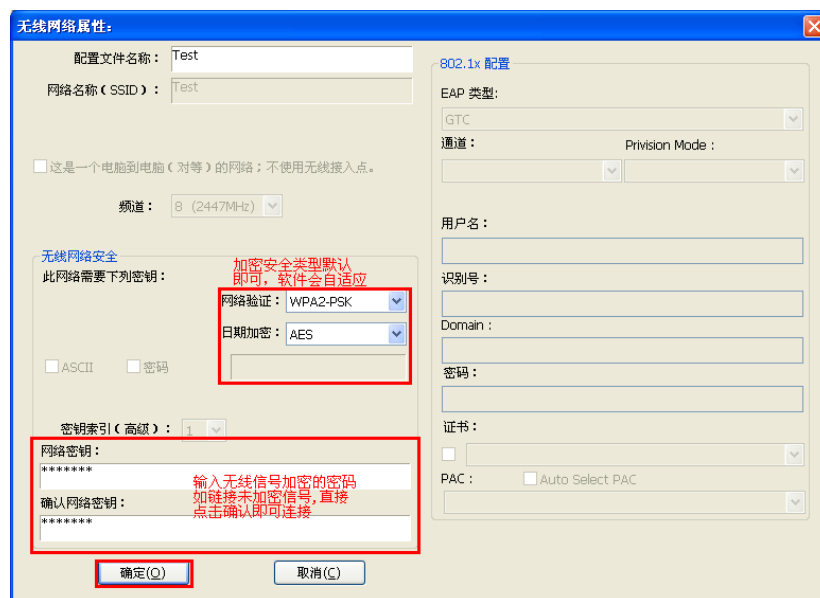 无线网络属性:
配置文件名称： Test
网络名称（SSID）： Test
这是一个电脑到电脑（对等）的网络；不使用无线接入点。
频道： 8 (2447MHz)
无线网络安全
此网络需要下列密钥：
加密安全类型默认
即可，软件会自适应
网络验证： WPA2-PSK
日期加密： AES
ASCII 密码
密钥索引（高级）： 1
网络密钥：
*******
输入无线信号加密的密码
如链接未加密信号,直接
点击确认即可连接
确认网络密钥：
*******
确定(O) 取消(C)
802.1x 配置
EAP 类型:
GTC
通道： Privision Mode :
用户名：
识别号：
Domain :
密码：
证书：
PAC : Auto Select PAC